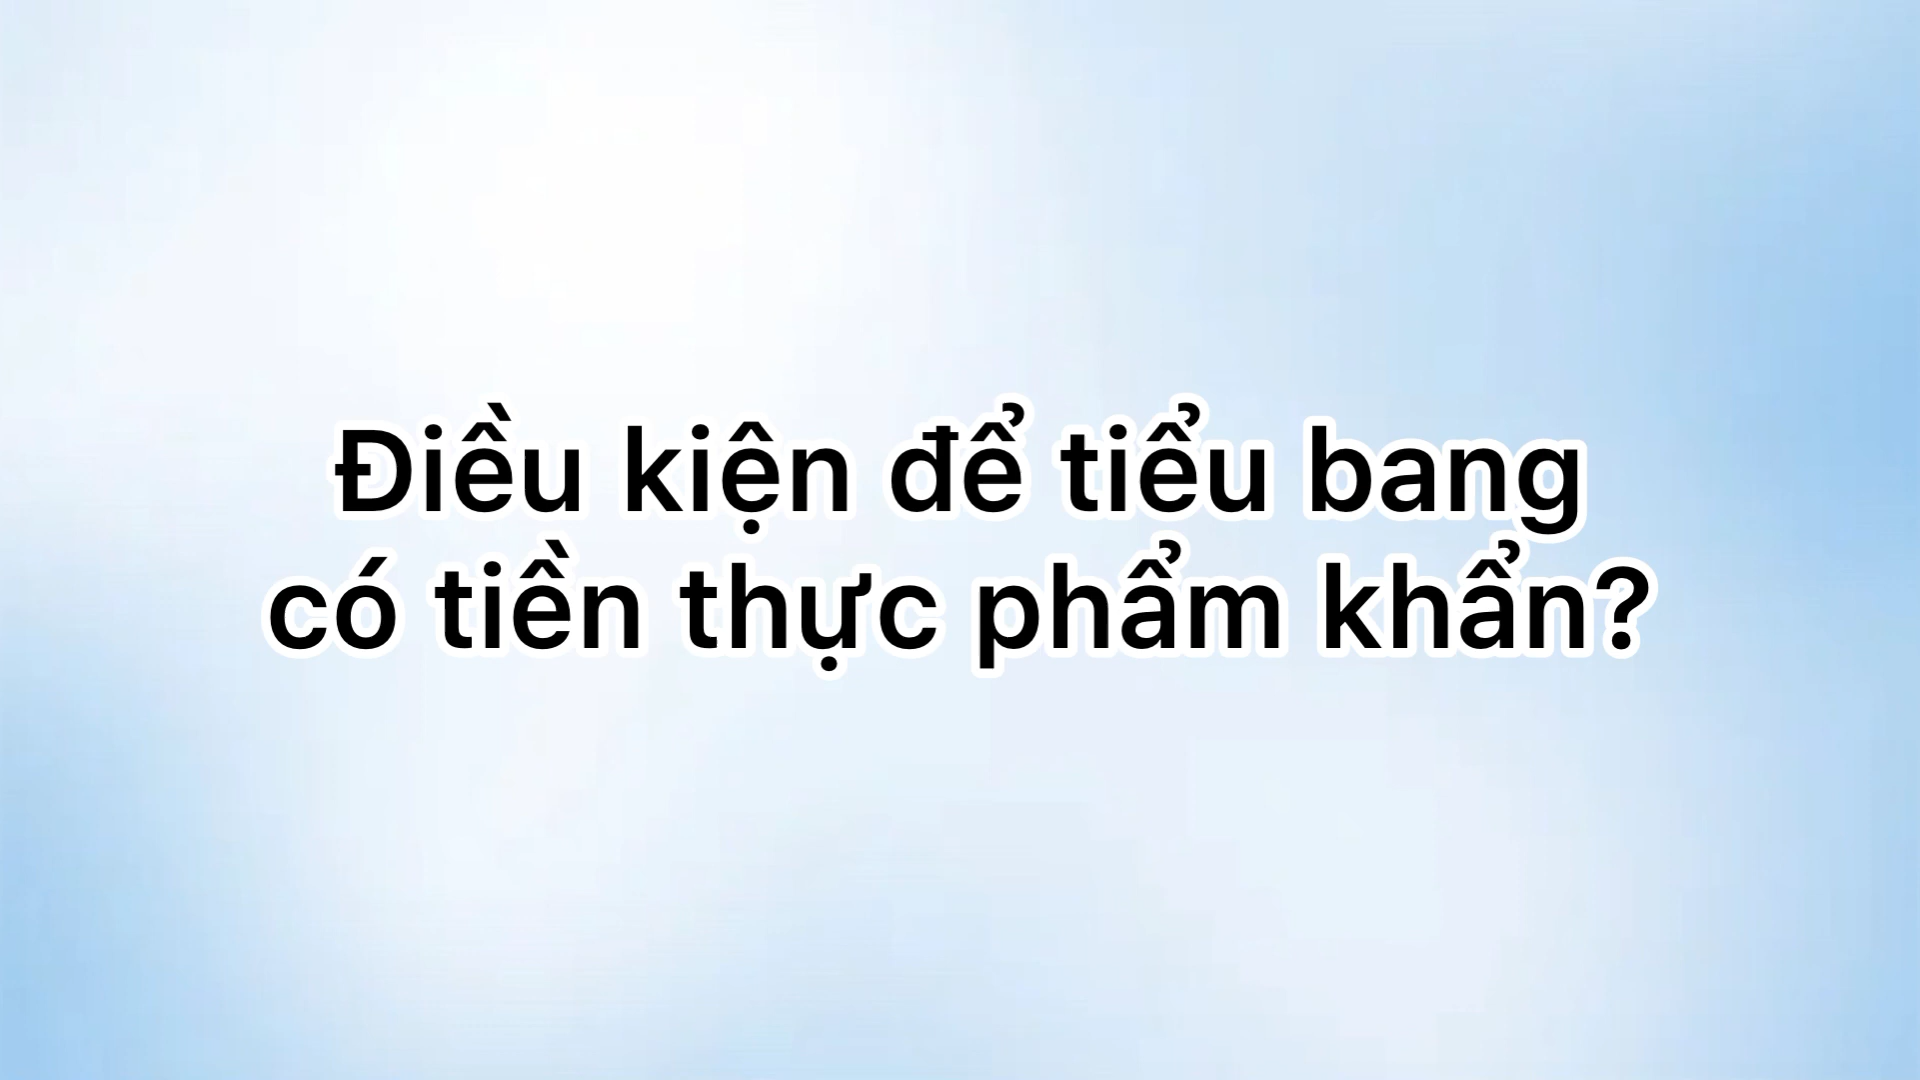 Điều kiện để tiểu bang
có tiền thực phẩm khẩn?